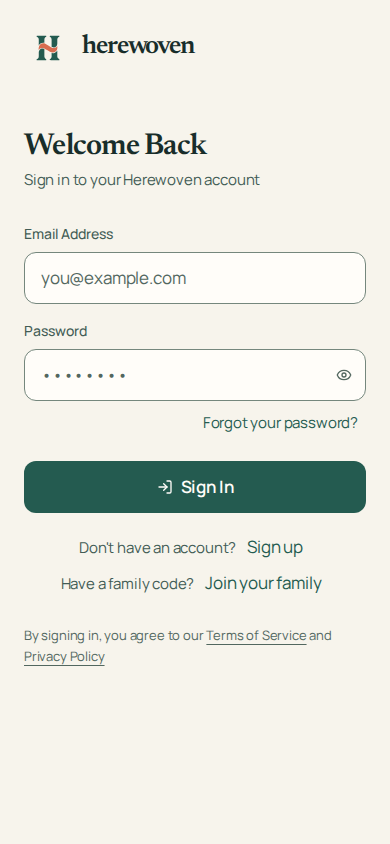 herewoven
Welcome Back
Sign in to your Herewoven account
Email Address
you@example.com
Password
••••••••
Forgot your password?
Sign In
Don't have an account? Sign up
Have a family code? Join your family
By signing in, you agree to our Terms of Service and
Privacy Policy